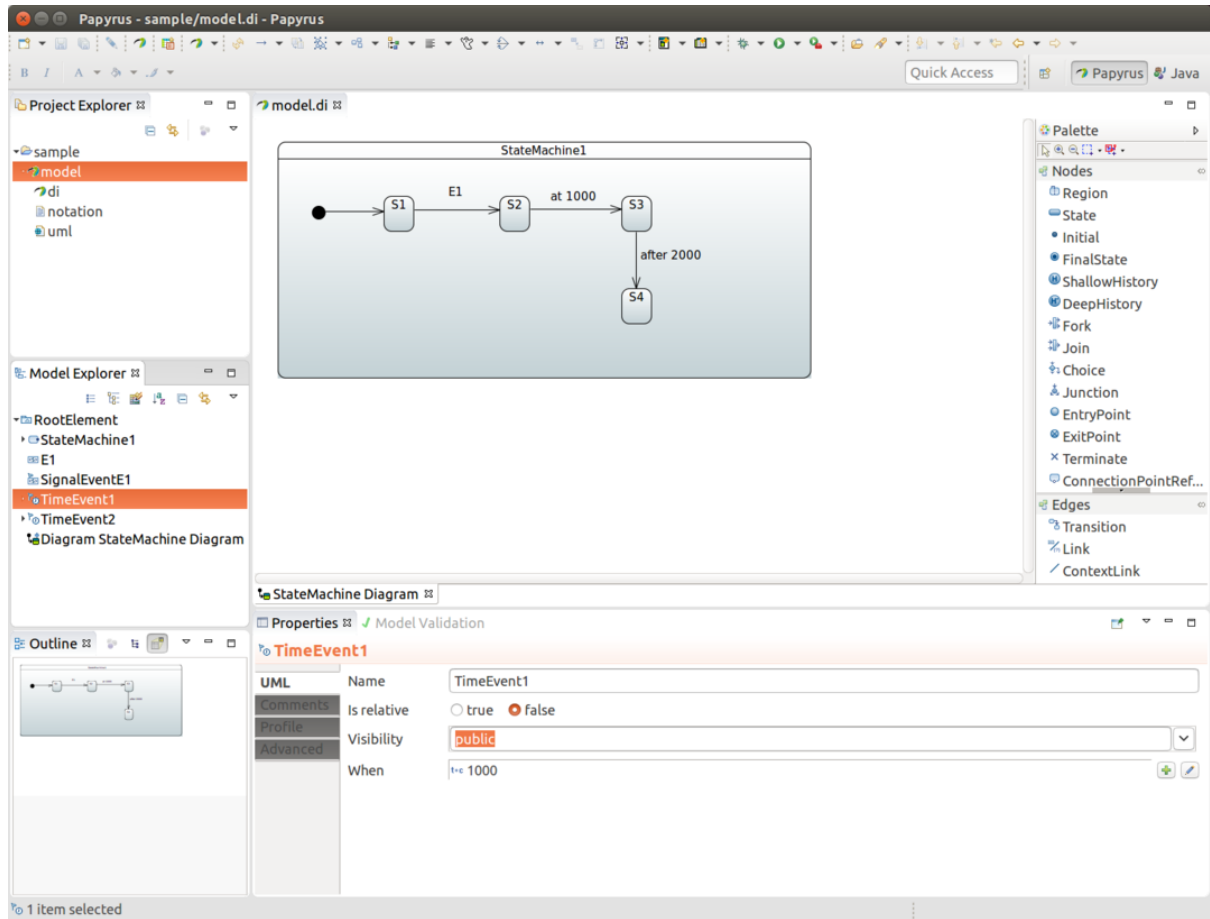 Papyrus - sample/model.di - Papyrus
B I A
Quick Access
Papyrus
Java
Project Explorer
sample
model
di
notation
uml
Model Explorer
RootElement
StateMachine1
E1
SignalEventE1
TimeEvent1
TimeEvent2
Diagram StateMachine Diagram
Outline
model.di
StateMachine1
S1
E1
S2
at 1000
S3
after 2000
S4
StateMachine Diagram
Palette
Nodes
Region
State
Initial
FinalState
ShallowHistory
DeepHistory
Fork
Join
Choice
Junction
EntryPoint
ExitPoint
Terminate
ConnectionPointRef...
Edges
Transition
Link
ContextLink
Properties
Model Validation
TimeEvent1
UML
Comments
Profile
Advanced
Name TimeEvent1
Is relative true false
Visibility public
When 1000
1 item selected